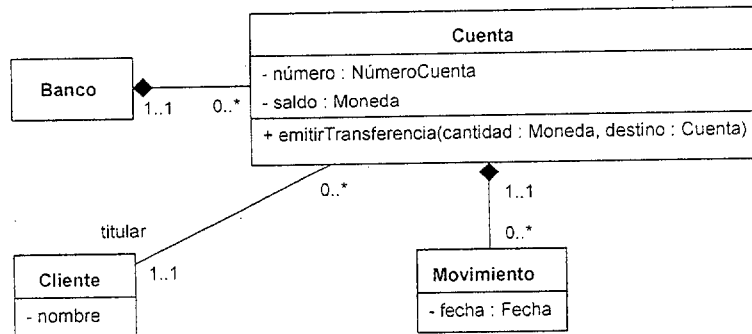 Cuenta
- número : NúmeroCuenta
- saldo : Moneda
+ emitirTransferencia(cantidad : Moneda, destino : Cuenta)
Banco
1..1
0..*
0..*
1..1
titular
0..*
1..1
Cliente
- nombre
Movimiento
- fecha : Fecha